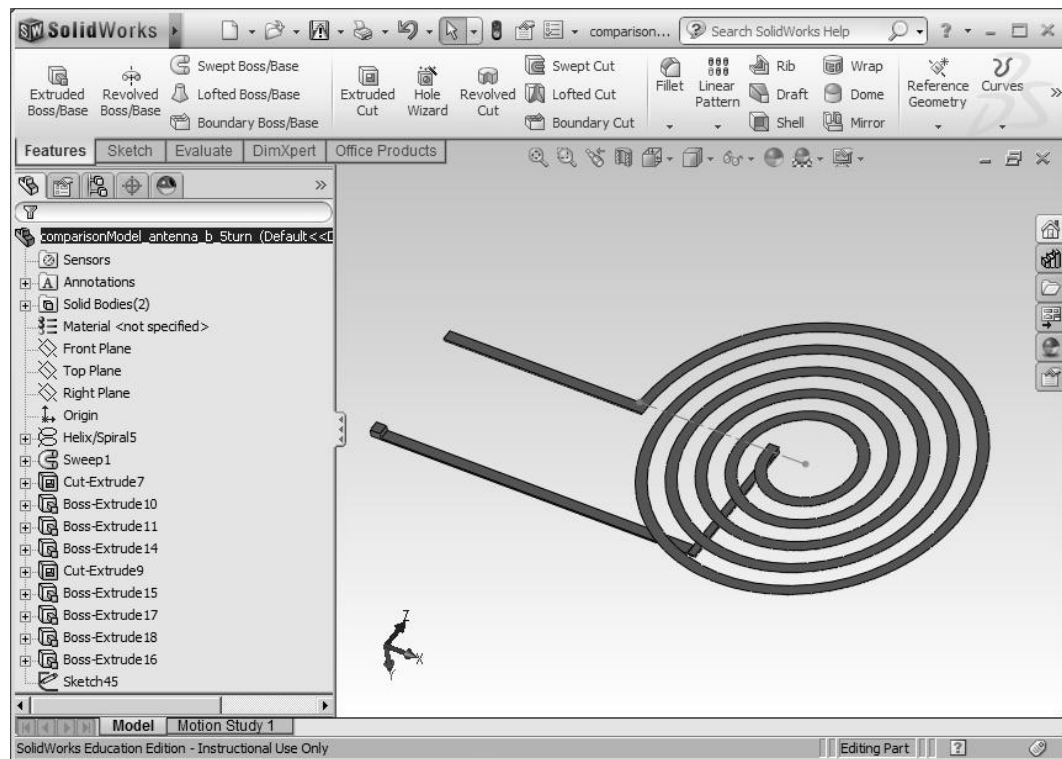 SolidWorks comparison... Search SolidWorks Help ?
Extruded Boss/Base
Revolved Boss/Base
Swept Boss/Base
Lofted Boss/Base
Boundary Boss/Base
Extruded Cut
Hole Wizard
Revolved Cut
Swept Cut
Lofted Cut
Boundary Cut
Fillet
Linear Pattern
Rib
Draft
Shell
Wrap
Dome
Mirror
Reference Geometry
Curves
Features Sketch Evaluate DimXpert Office Products
comparisonModel_antenna_b_5turn (Default<<D
Sensors
Annotations
Solid Bodies(2)
Material <not specified>
Front Plane
Top Plane
Right Plane
Origin
Helix/Spiral5
Sweep1
Cut-Extrude7
Boss-Extrude10
Boss-Extrude11
Boss-Extrude14
Cut-Extrude9
Boss-Extrude15
Boss-Extrude17
Boss-Extrude18
Boss-Extrude16
Sketch45
Z
X
Y
Model Motion Study 1
SolidWorks Education Edition - Instructional Use Only Editing Part ?